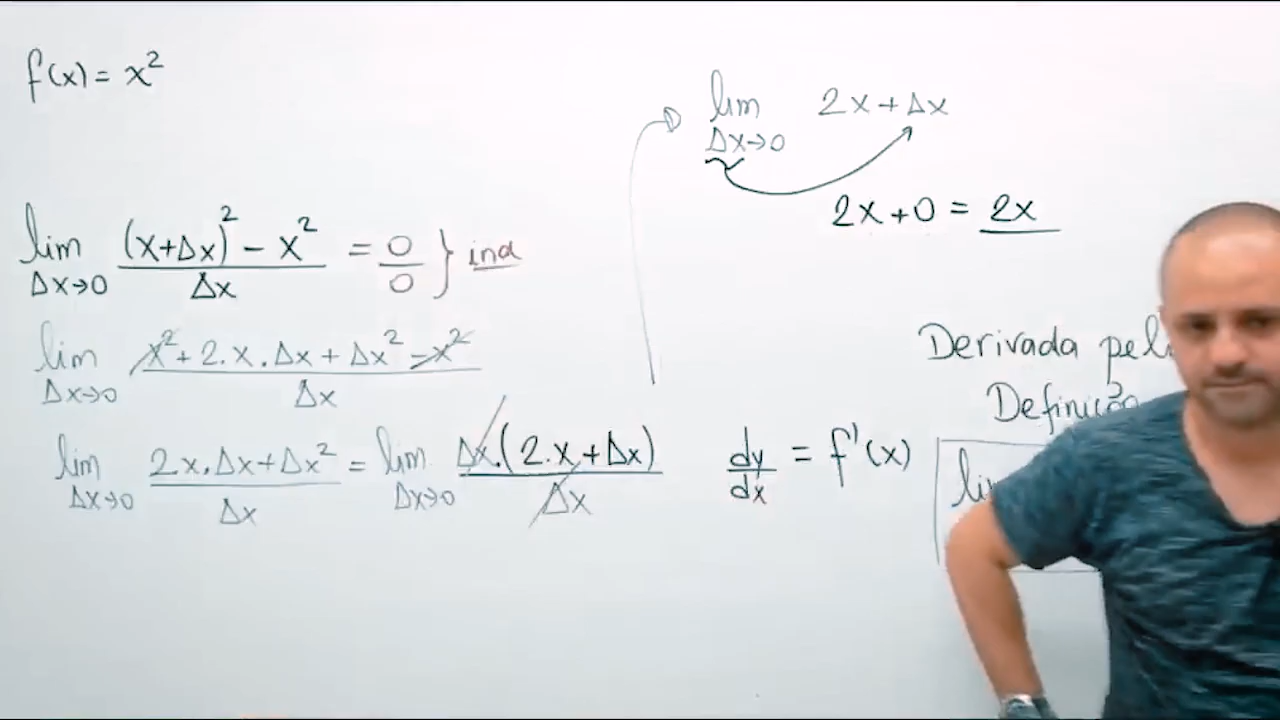 f(x) = x²
lim Δx→0 (x+Δx)² - x² / Δx = 0/0 } ind
lim Δx→0 x² + 2.x.Δx + Δx² - x² / Δx
lim Δx→0 2x.Δx+Δx² / Δx = lim Δx→0 Δx.(2.x+Δx) / Δx
lim Δx→0 2x+Δx
2x+0 = 2x
Derivada
Definição
dy/dx = f'(x)